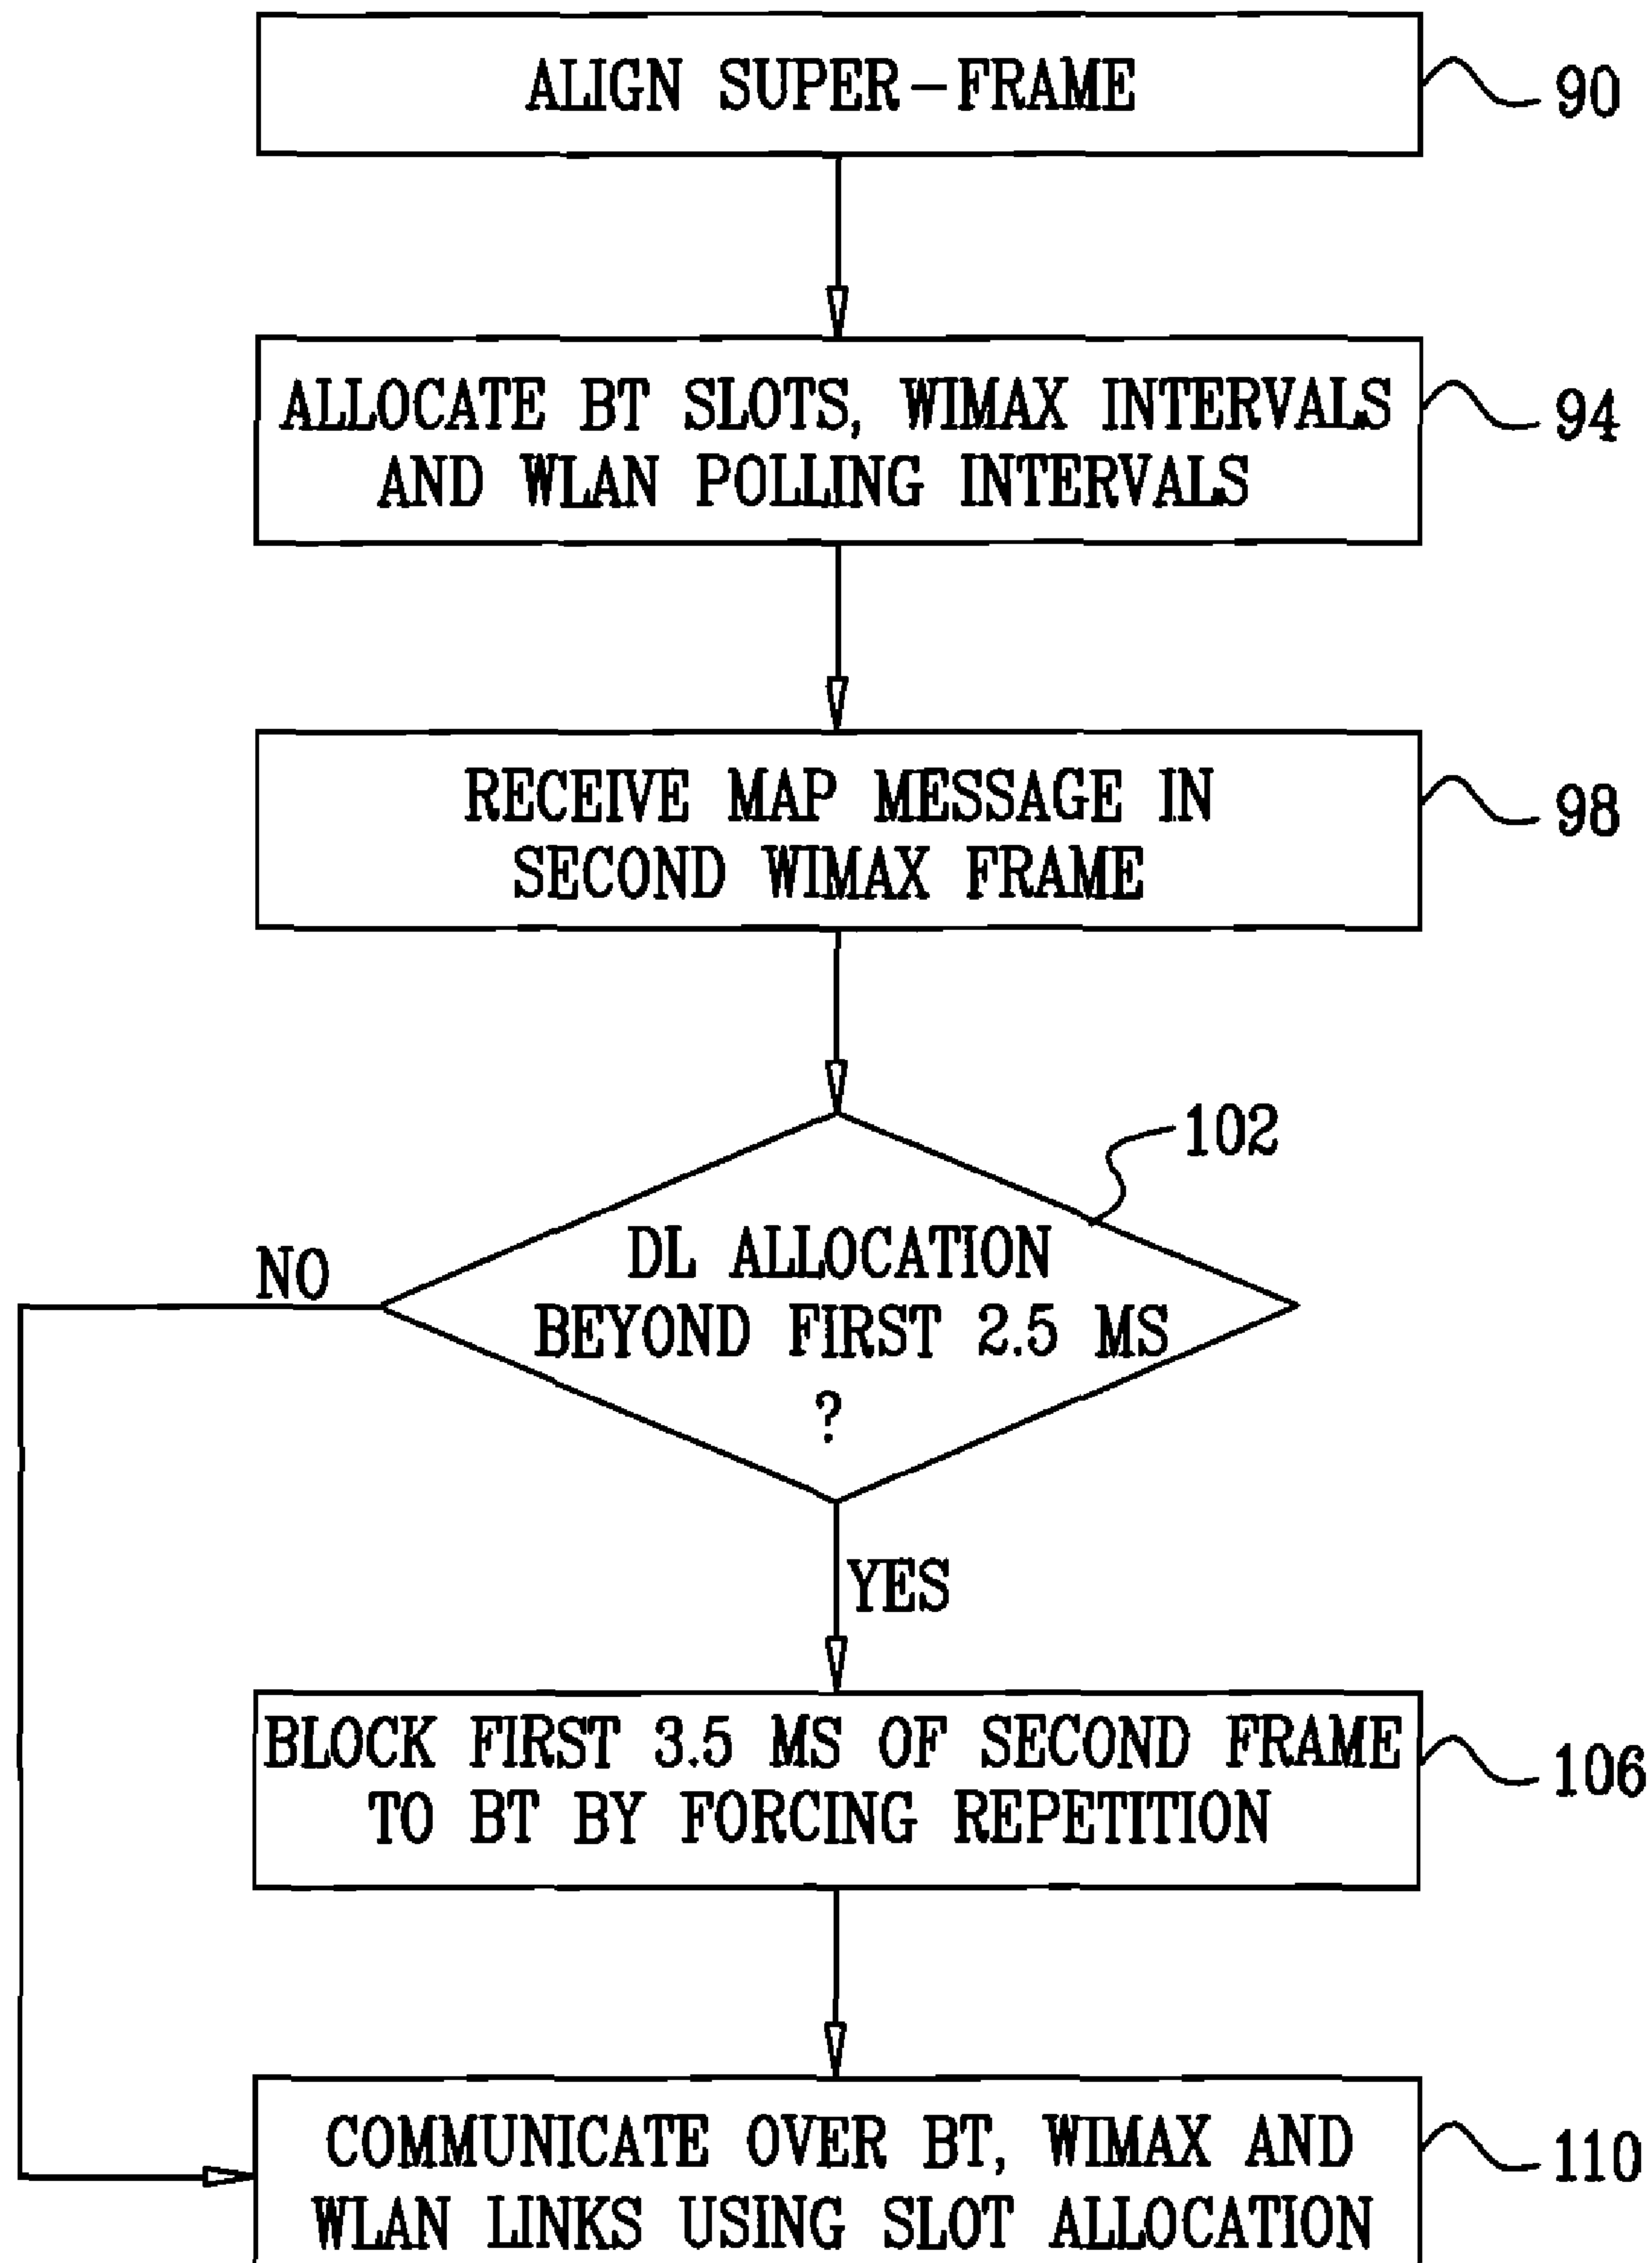 ALIGN SUPER-FRAME
90
ALLOCATE BT SLOTS, WIMAX INTERVALS
AND WLAN POLLING INTERVALS
94
RECEIVE MAP MESSAGE IN
SECOND WIMAX FRAME
98
102
DL ALLOCATION
BEYOND FIRST 2.5 MS
?
NO
YES
BLOCK FIRST 3.5 MS OF SECOND FRAME
TO BT BY FORCING REPETITION
106
COMMUNICATE OVER BT, WIMAX AND
WLAN LINKS USING SLOT ALLOCATION
110